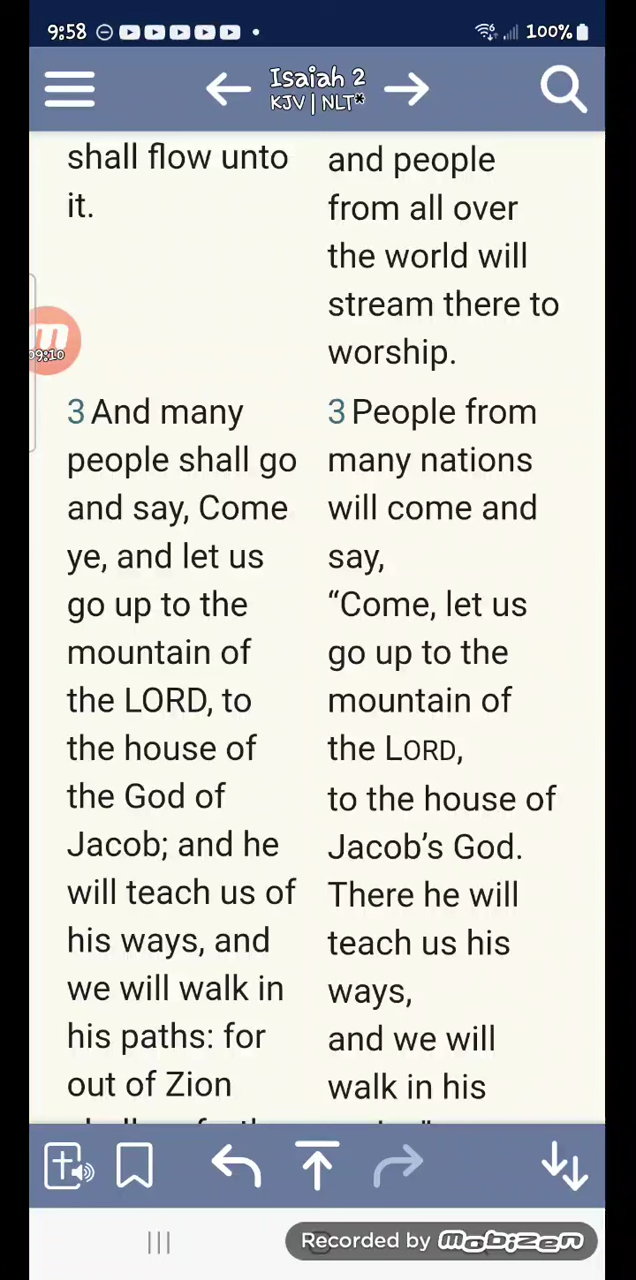 9:58
100%
Isaiah 2
KJV | NLT*
shall flow unto
it.
and people
from all over
the world will
stream there to
worship.
09:10
3 And many
people shall go
and say, Come
ye, and let us
go up to the
mountain of
the LORD, to
the house of
the God of
Jacob; and he
will teach us of
his ways, and
we will walk in
his paths: for
out of Zion
3 People from
many nations
will come and
say,
“Come, let us
go up to the
mountain of
the LORD,
to the house of
Jacob’s God.
There he will
teach us his
ways,
and we will
walk in his
Recorded by mobizen